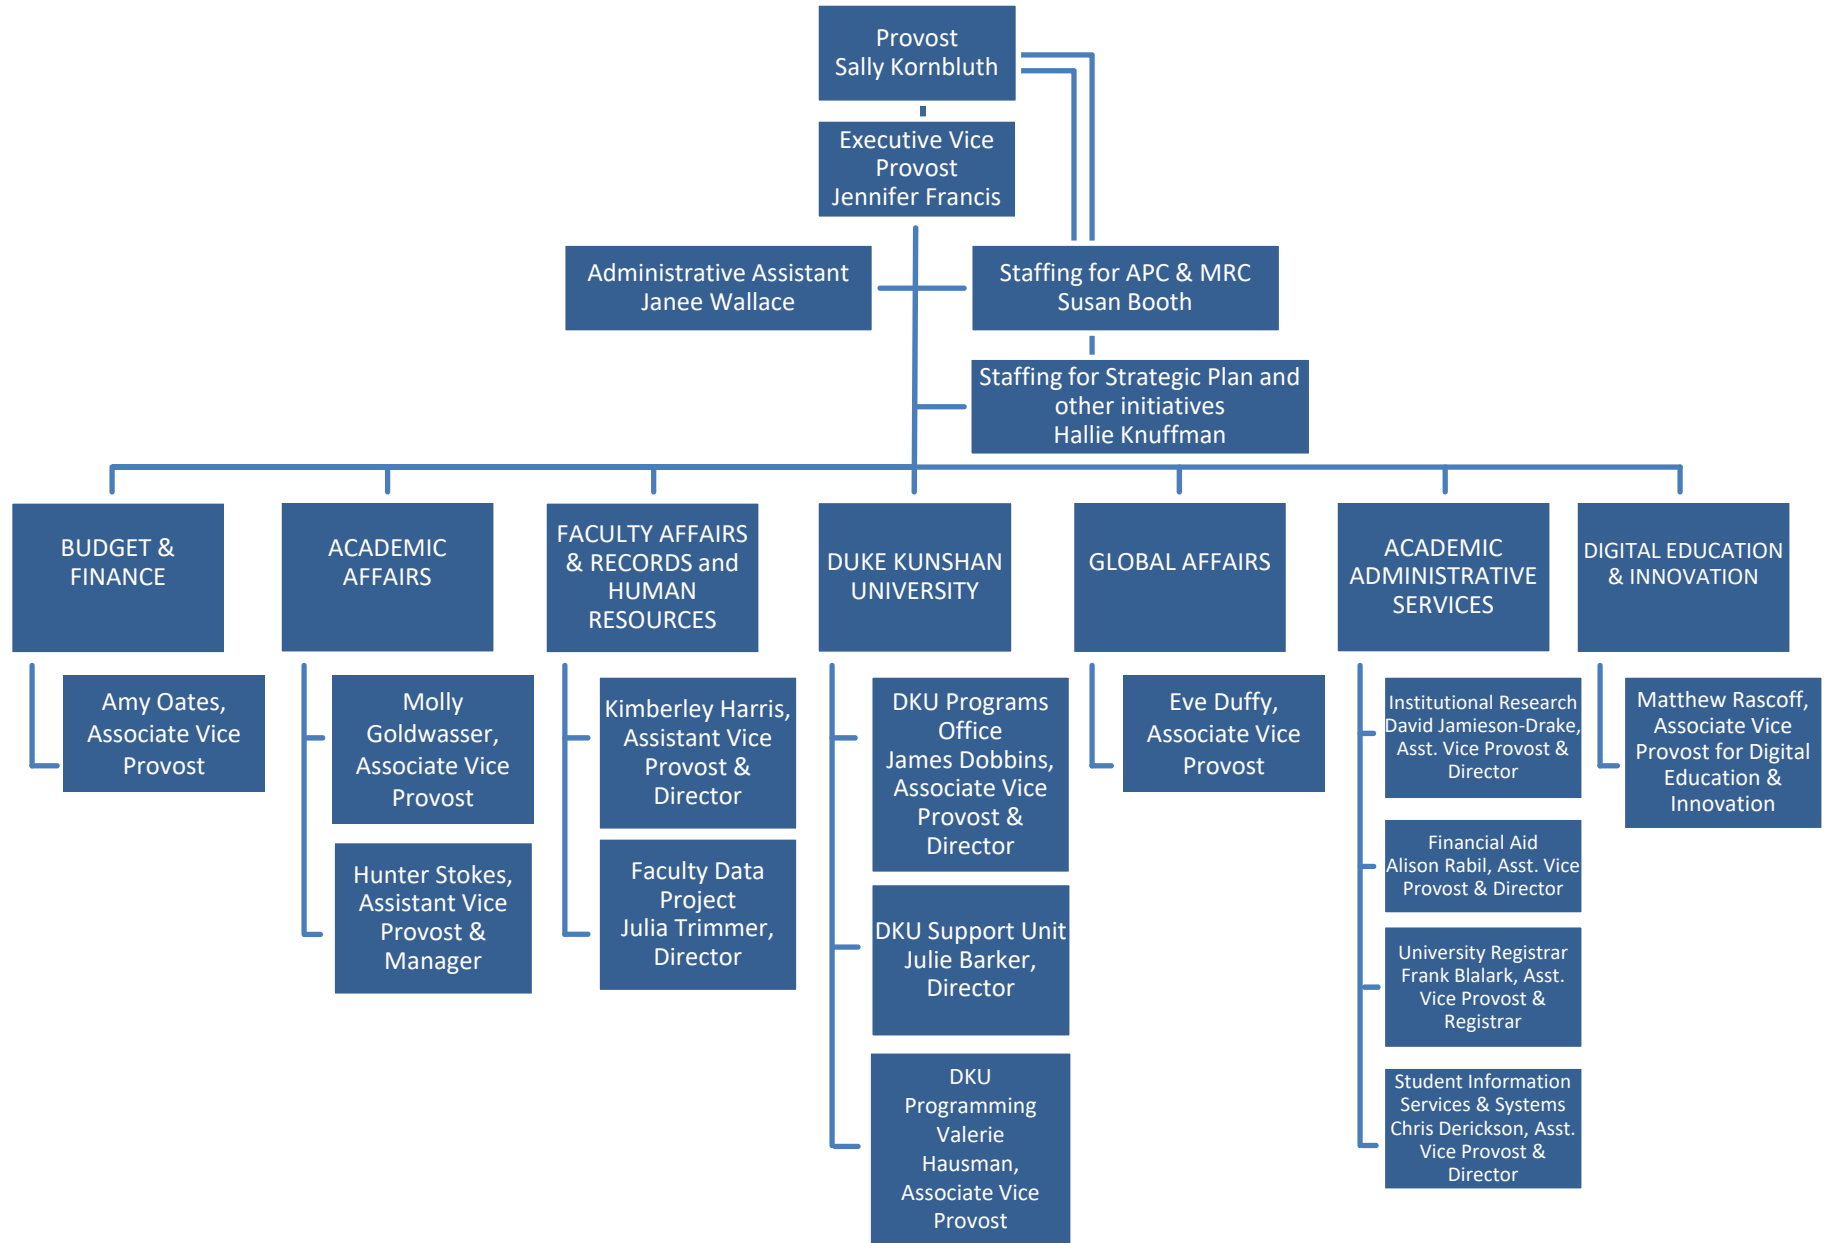 Provost
Sally Kornbluth
Executive Vice
Provost
Jennifer Francis
Administrative Assistant
Janee Wallace
Staffing for APC & MRC
Susan Booth
Staffing for Strategic Plan and
other initiatives
Hallie Knuffman
BUDGET &
FINANCE
Amy Oates,
Associate Vice
Provost
ACADEMIC
AFFAIRS
Molly
Goldwasser,
Associate Vice
Provost
Hunter Stokes,
Assistant Vice
Provost &
Manager
FACULTY AFFAIRS
& RECORDS and
HUMAN
RESOURCES
Kimberley Harris,
Assistant Vice
Provost &
Director
Faculty Data
Project
Julia Trimmer,
Director
DUKE KUNSHAN
UNIVERSITY
DKU Programs
Office
James Dobbins,
Associate Vice
Provost &
Director
DKU Support Unit
Julie Barker,
Director
DKU
Programming
Valerie
Hausman,
Associate Vice
Provost
GLOBAL AFFAIRS
Eve Duffy,
Associate Vice
Provost
ACADEMIC
ADMINISTRATIVE
SERVICES
Institutional Research
David Jamieson-Drake,
Asst. Vice Provost &
Director
Financial Aid
Alison Rabil, Asst. Vice
Provost & Director
University Registrar
Frank Blalark, Asst.
Vice Provost &
Registrar
Student Information
Services & Systems
Chris Derickson, Asst.
Vice Provost &
Director
DIGITAL EDUCATION
& INNOVATION
Matthew Rascoff,
Associate Vice
Provost for Digital
Education &
Innovation